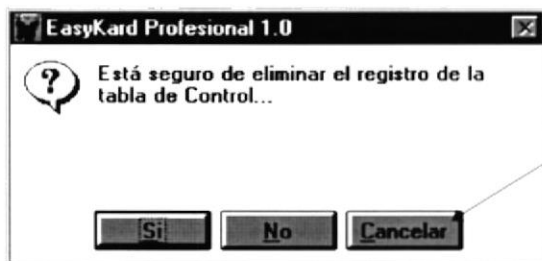 EasyKard Profesional 1.0
Está seguro de eliminar el registro de la
tabla de Control...
Si No Cancelar